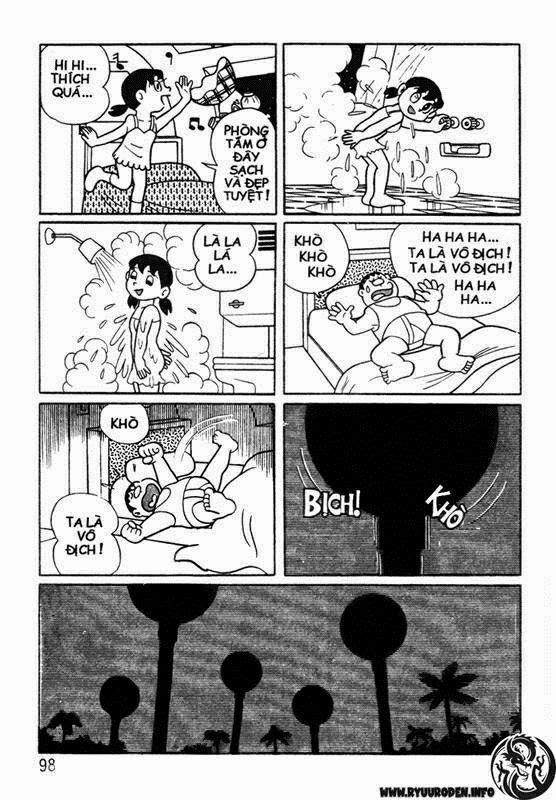 HI HI...
THÍCH
QUÁ...
PHÒNG
TẮM Ở
ĐÂY
SẠCH
VÀ ĐẸP
TUYỆT!
LÀ LA
LÁ
LA...
KHÒ
KHÒ
KHÒ
HA HA HA...
TA LÀ VÔ ĐỊCH!
TA LÀ VÔ ĐỊCH!
HA HA
HA...
KHÒ
TA LÀ
VÔ
ĐỊCH!
BỊCH!
KHÒ
98
WWW.RYUURODEN.INFO